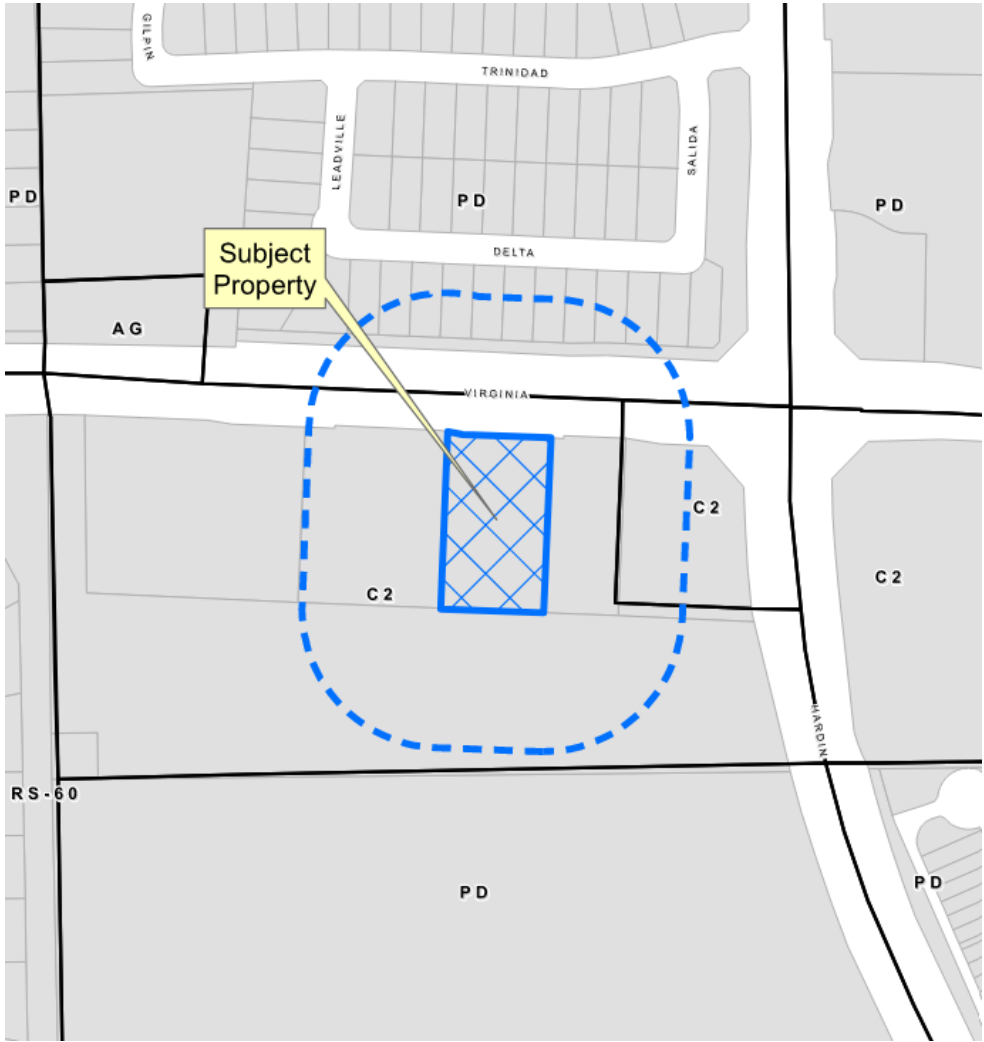 GILPIN
TRINIDAD
LEADVILLE
SALIDA
PD
PD
PD
DELTA
Subject
Property
AG
VIRGINIA
C2
C2
C2
HARDIN
RS-60
PD
PD